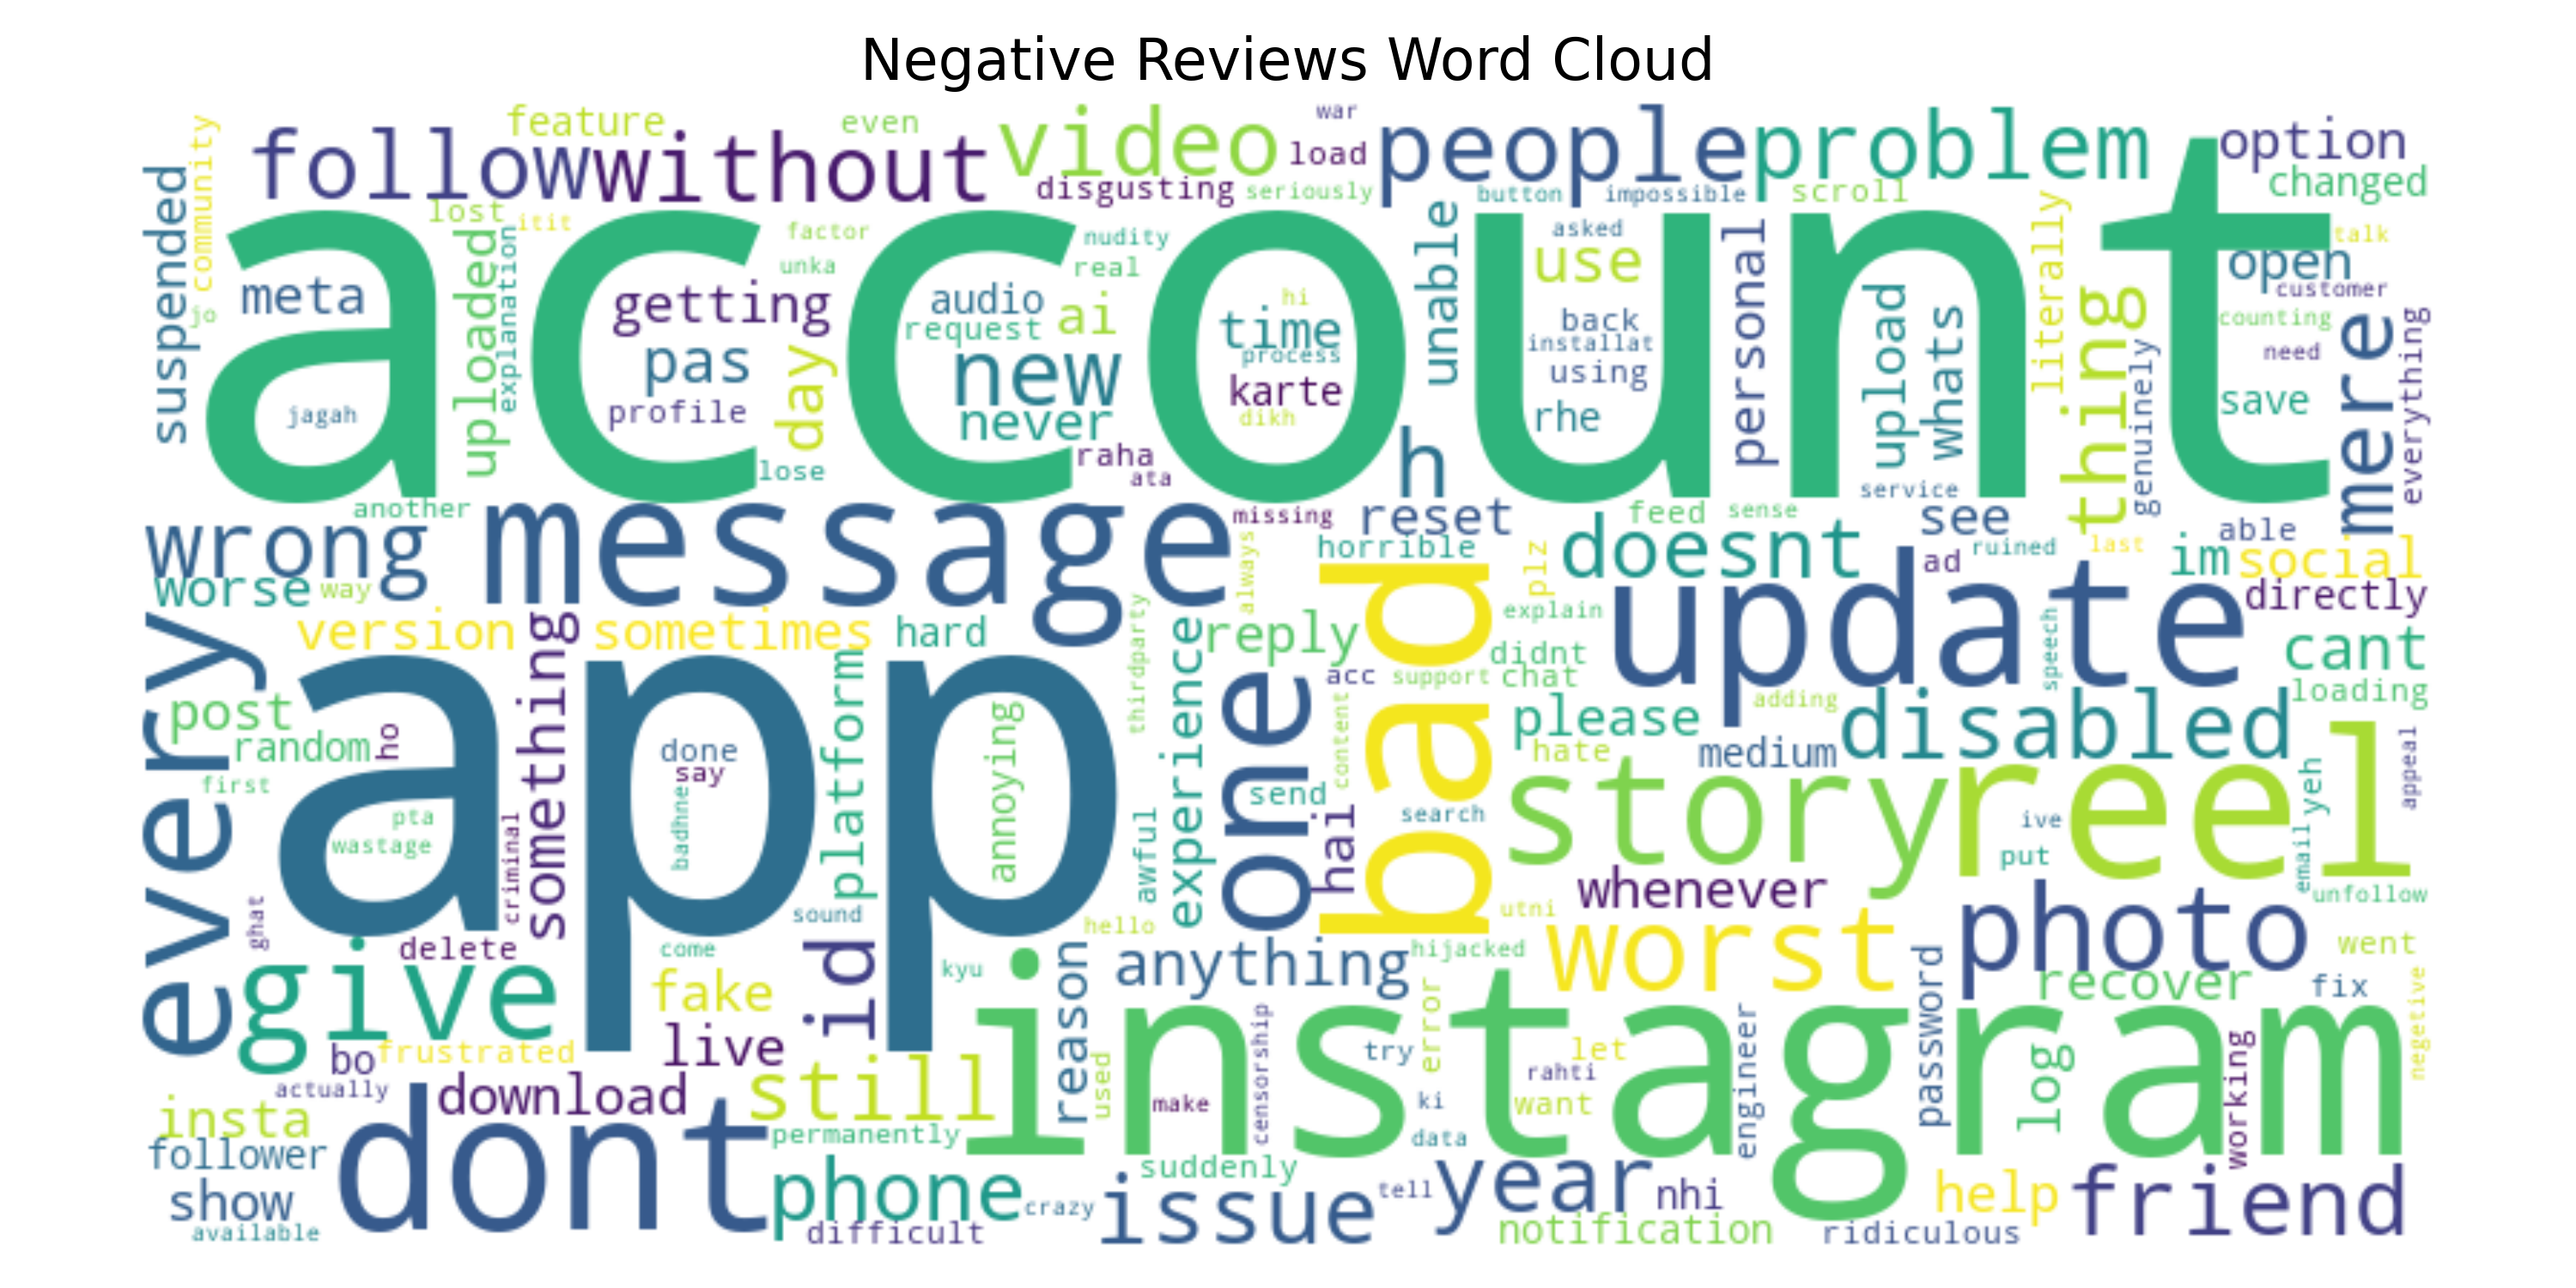 Negative Reviews Word Cloud
community
suspended
jo
follow
feature
without
even
video
war
load
disgusting
seriously
people
button
impossible
problem
scroll
option
changed
account
lost
itit
uploaded
explanation
meta
jagah
factor
unka
getting
pas
profile
day
lose
nudity
real
audio
request
ai
new
never
raha
ata
hi
time
process
karte
dikh
unable
h
asked
use
back
installat
using
rhe
personal
upload
whats
service
literally
thing
genuinely
talk
open
customer
counting
need
save
mere
everything
another
wrong
worse
way
message
missing
reset
horrible
always
feed
sense
plz
doesnt
see
ad
ruined
last
able
im
social
directly
every
version
sometimes
hard
something
platform
app
post
random
ho
first
pta
wastage
criminal
done
say
badhne
annoying
thirdparty
experience
awful
reply
one
acc
support
content
send
hal
search
bad
explain
didnt
chat
update
speech
adding
please
hate
medium
disabled
cant
loading
story
reel
ive
put
yeh
email
appeal
unfollow
whenever
utni
worst
photo
went
recover
fix
ghat
delete
give
sound
come
fake
id
live
kyu
hello
reason
anything
hijacked
error
password
negetive
instagram
bo
frustrated
actually
download
still
used
make
censorship
try
ki
data
let
rahti
want
engineer
log
working
insta
follower
show
available
dont
permanently
phone
difficult
crazy
suddenly
issue
tell
year
nhi
notification
help
ridiculous
friend